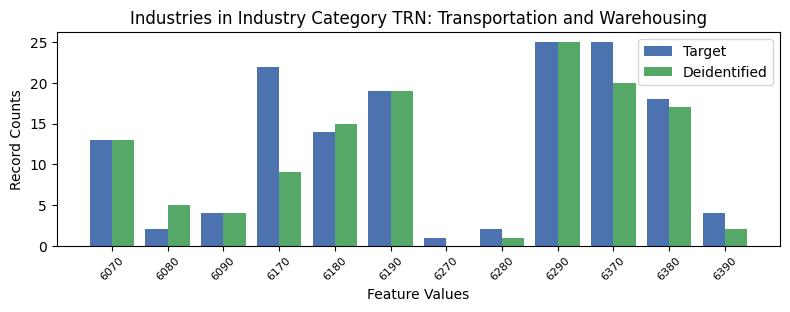 Industries in Industry Category TRN: Transportation and Warehousing
Target
Deidentified
Record Counts
25
20
15
10
5
0
6070 6080 6090 6170 6180 6190 6270 6280 6290 6370 6380 6390
Feature Values